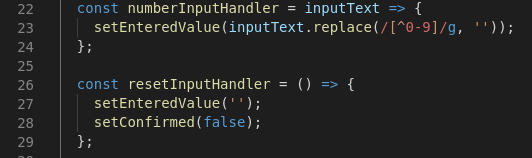 22 const numberInputHandler = inputText => {
23 setEnteredValue(inputText.replace(/[^0-9]/g, ''));
24 };
25
26 const resetInputHandler = () => {
27 setEnteredValue('');
28 setConfirmed(false);
29 };